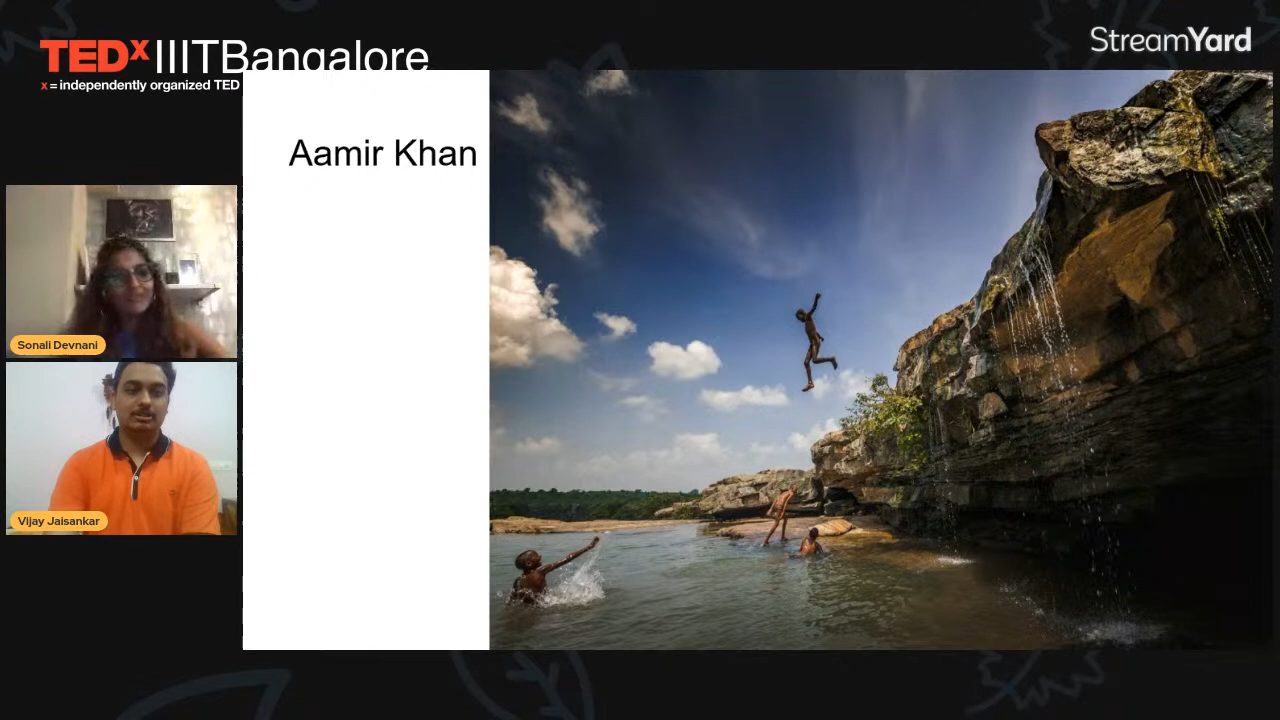 TEDxIIITBangalore
x = independently organized TED
StreamYard
Aamir Khan
Sonali Devnani
Vijay Jaisankar